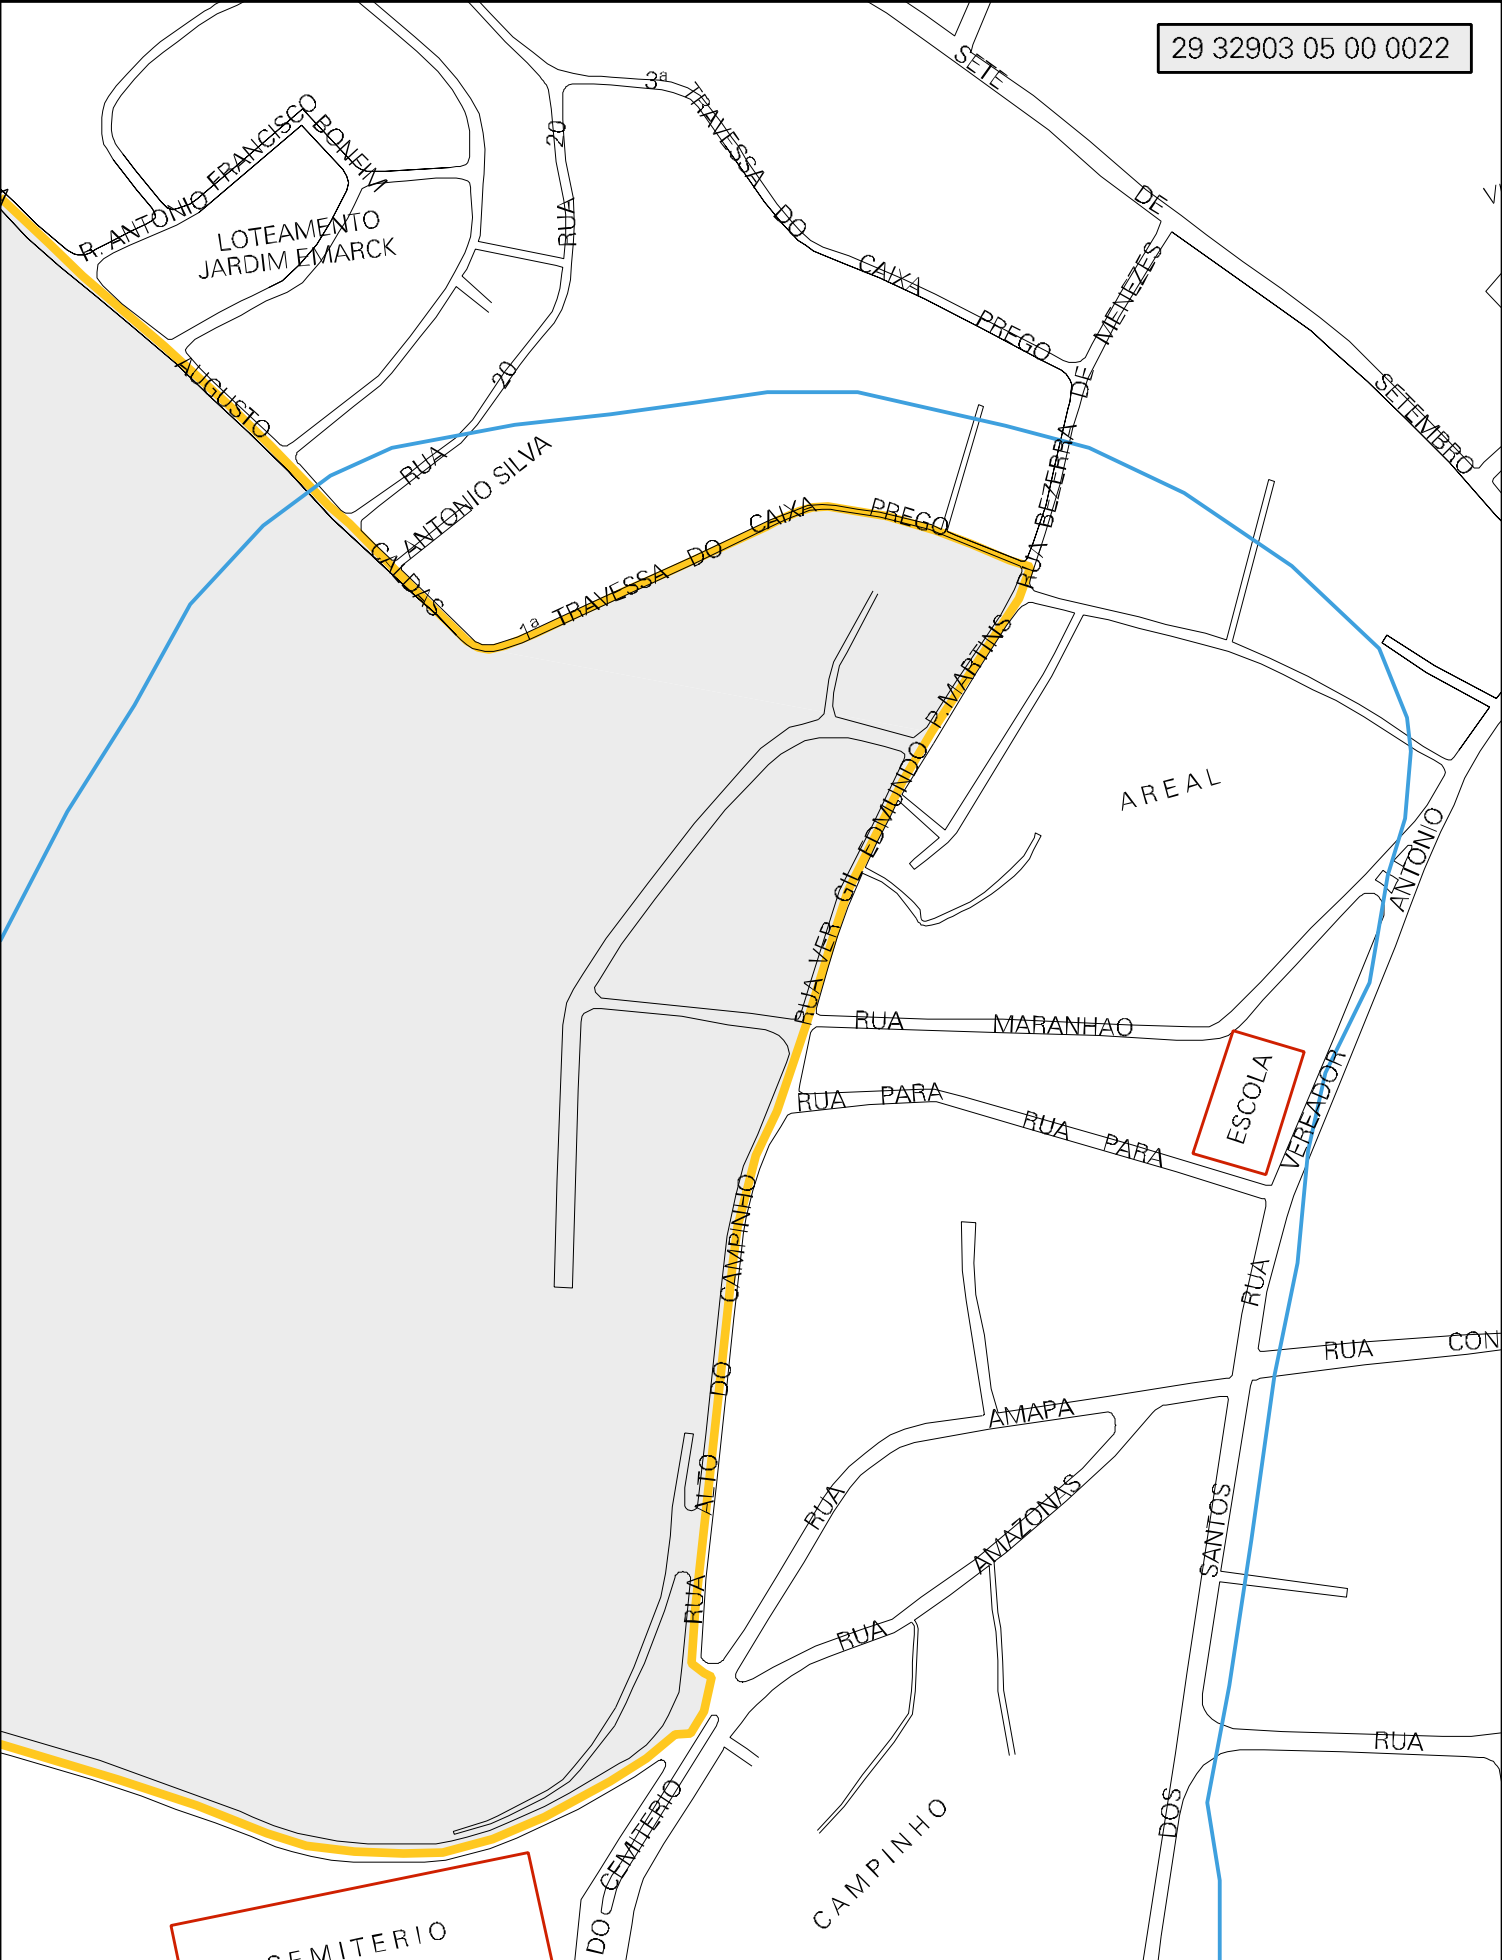 29 32903 05 00 0022
SETE
DE
SETEMBRO
3ª TRAVESSA DO CAIXA PREGO
RUA 20
R. ANTONIO FRANCISCO BONFIM
LOTEAMENTO
JARDIM EMARCK
RUA BEZERRA DE MENEZES
AUGUSTO CALDAS
RUA 20
ANTONIO SILVA
1ª TRAVESSA DO CAIXA PREGO
RUA VER GIL EDMUNDO P. MARTINS
AREAL
RUA MARANHAO
RUA PARA
RUA PARA
ESCOLA
RUA VEREADOR ANTONIO
DOS SANTOS
RUA CON
RUA AMAPA
RUA AMAZONAS
RUA ALTO DO CAMPINHO
RUA
CAMPINHO
DO CEMITERIO
SEMITERIO